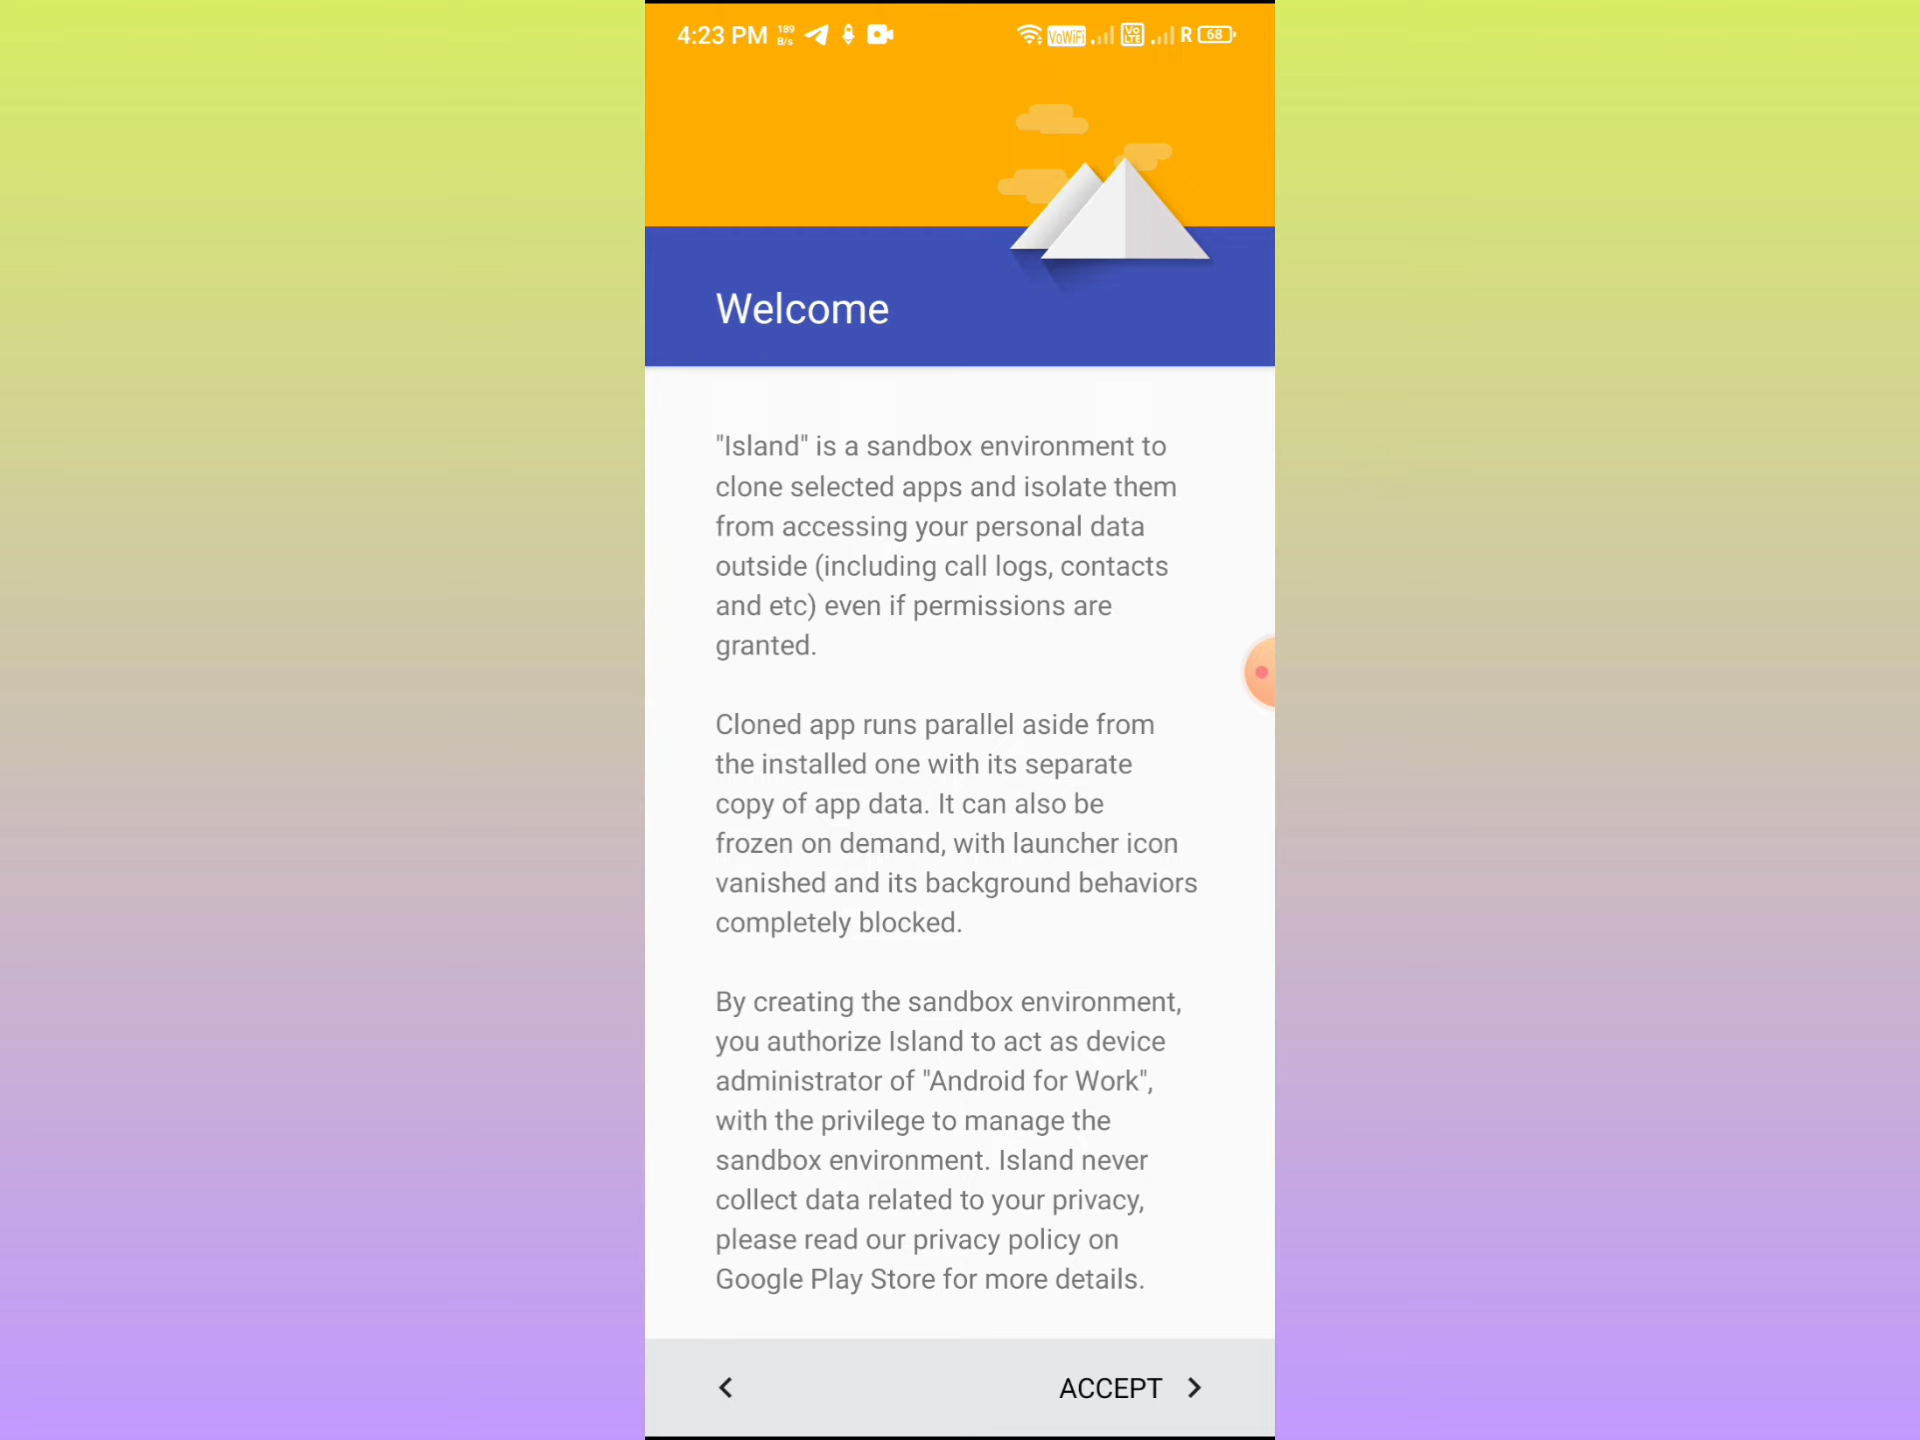 4:23 PM 189 B/s VoWiFi Vo LTE R 68
Welcome
"Island" is a sandbox environment to
clone selected apps and isolate them
from accessing your personal data
outside (including call logs, contacts
and etc) even if permissions are
granted.
Cloned app runs parallel aside from
the installed one with its separate
copy of app data. It can also be
frozen on demand, with launcher icon
vanished and its background behaviors
completely blocked.
By creating the sandbox environment,
you authorize Island to act as device
administrator of "Android for Work",
with the privilege to manage the
sandbox environment. Island never
collect data related to your privacy,
please read our privacy policy on
Google Play Store for more details.
ACCEPT